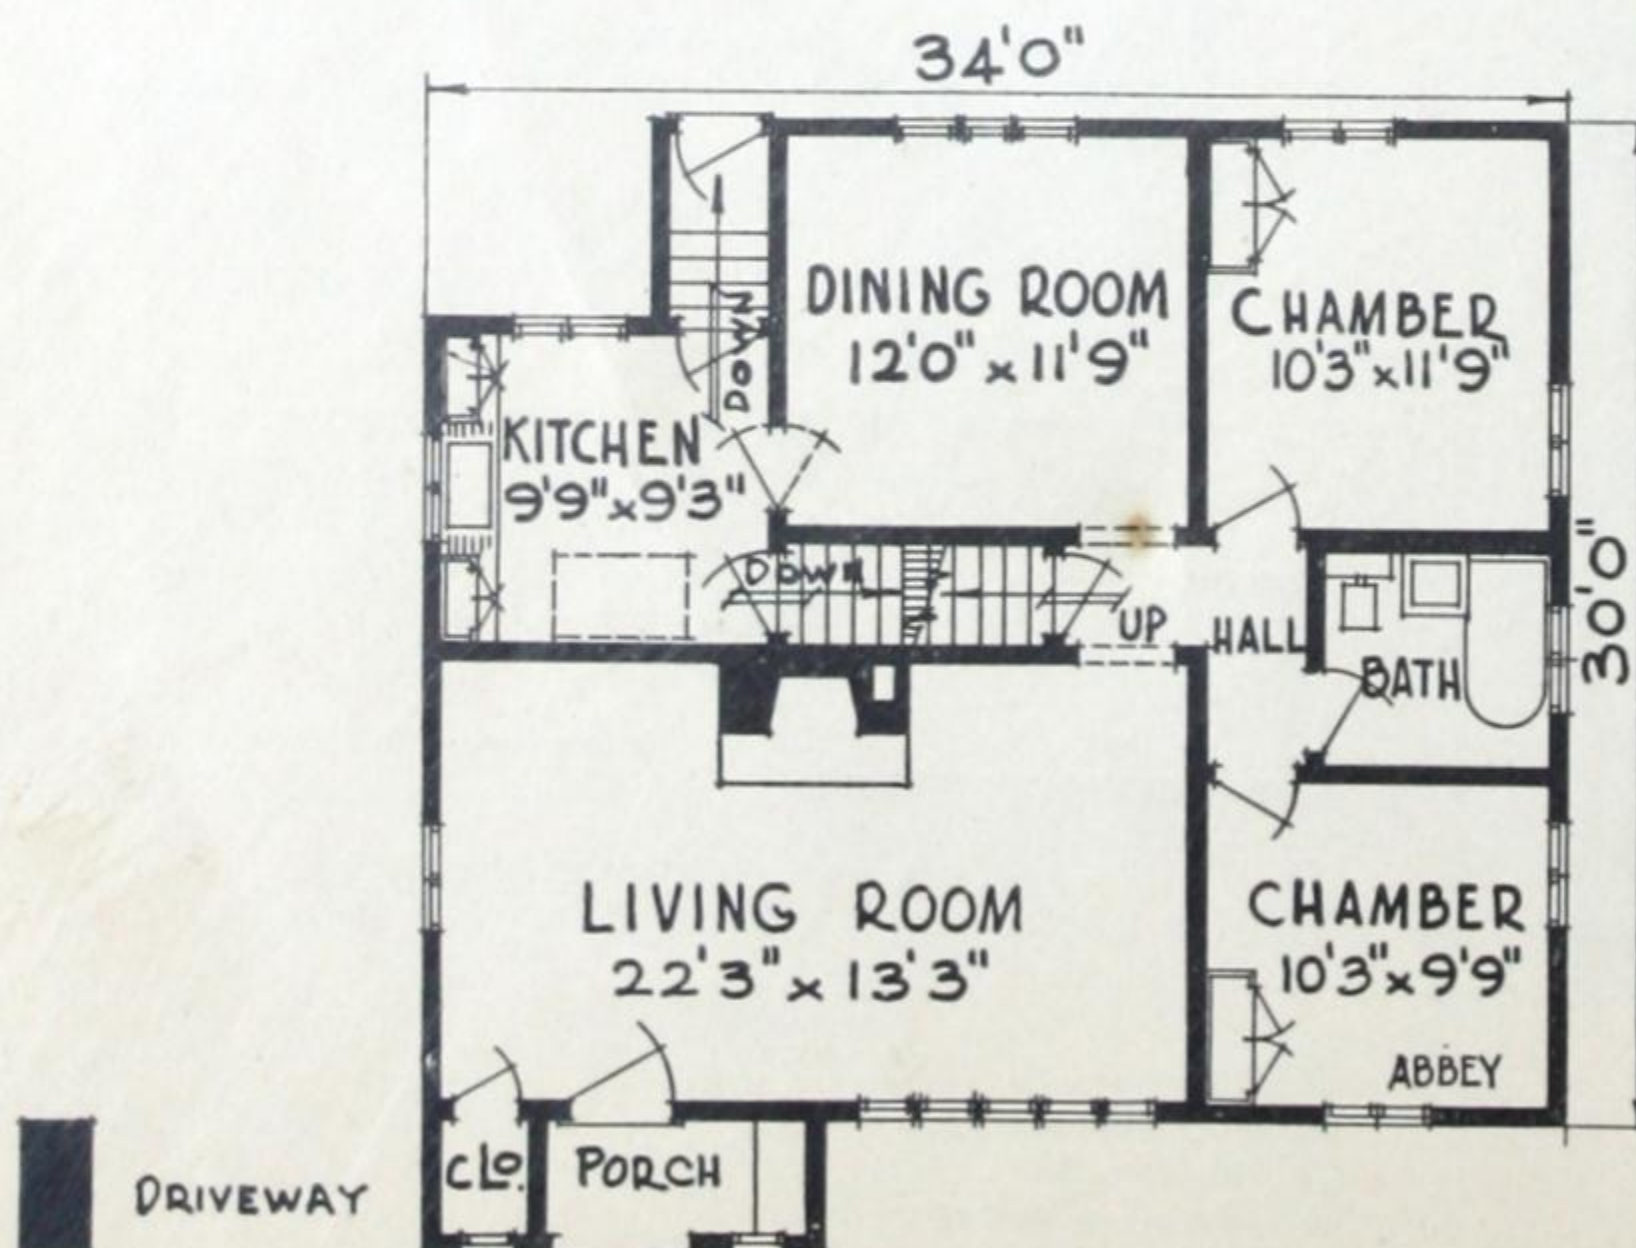 34'0"
DINING ROOM
12'0" x 11'9"
CHAMBER
10'3" x 11'9"
DOWN
KITCHEN
9'9" x 9'3"
DOWN
UP
HALL
BATH
30'0"
LIVING ROOM
22'3" x 13'3"
CHAMBER
10'3" x 9'9"
ABBEY
CLO.
PORCH
DRIVEWAY